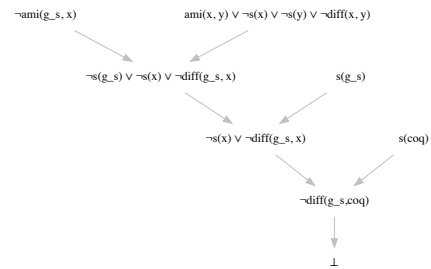 ¬ami(g_s, x) ami(x, y) ∨ ¬s(x) ∨ ¬s(y) ∨ ¬diff(x, y)
¬s(g_s) ∨ ¬s(x) ∨ ¬diff(g_s, x) s(g_s)
¬s(x) ∨ ¬diff(g_s, x) s(coq)
¬diff(g_s,coq)
⊥